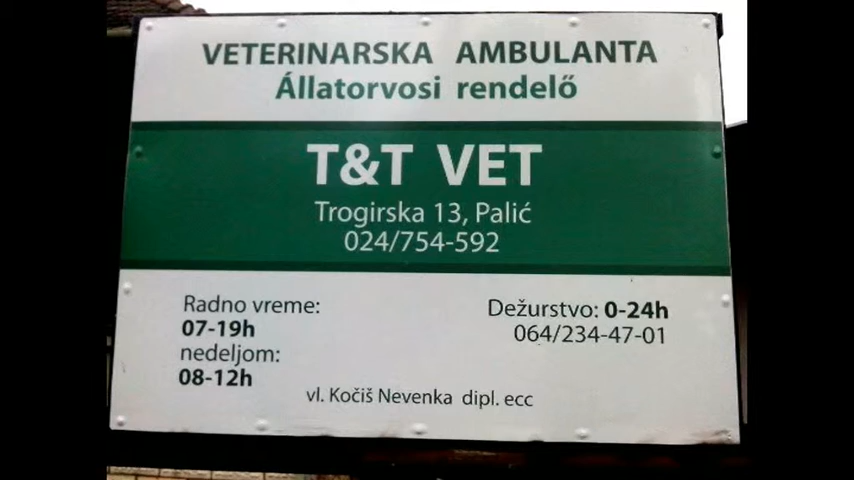 VETERINARSKA AMBULANTA
Állatorvosi rendelő
T&T VET
Trogirska 13, Palić
024/754-592
Radno vreme:
07-19h
nedeljom:
08-12h
Dežurstvo: 0-24h
064/234-47-01
vl. Kočiš Nevenka dipl. ecc